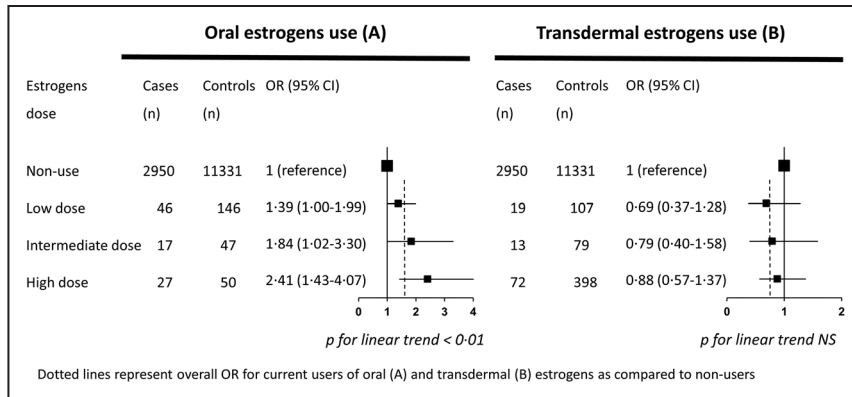 Oral estrogens use (A) Transdermal estrogens use (B)
Estrogens Cases Controls OR (95% CI) Cases Controls OR (95% CI)
dose (n) (n) (n) (n)
Non-use 2950 11331 1 (reference) 2950 11331 1 (reference)
Low dose 46 146 1·39 (1·00-1·99) 19 107 0·69 (0·37-1·28)
Intermediate dose 17 47 1·84 (1·02-3·30) 13 79 0·79 (0·40-1·58)
High dose 27 50 2·41 (1·43-4·07) 72 398 0·88 (0·57-1·37)
0 1 2 3 4 0 1 2
p for linear trend < 0·01 p for linear trend NS
Dotted lines represent overall OR for current users of oral (A) and transdermal (B) estrogens as compared to non-users